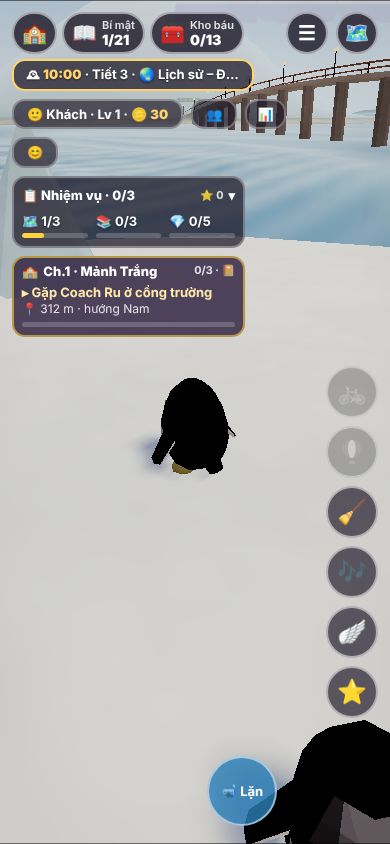 Bí mật
1/21
Kho báu
0/13
10:00 · Tiết 3 · Lịch sử – Đ...
Khách · Lv 1 · 30
Nhiệm vụ · 0/3
0 ▾
1/3
0/3
0/5
Ch.1 · Mảnh Trắng
0/3 ·
▸ Gặp Coach Ru ở cổng trường
312 m · hướng Nam
Lặn